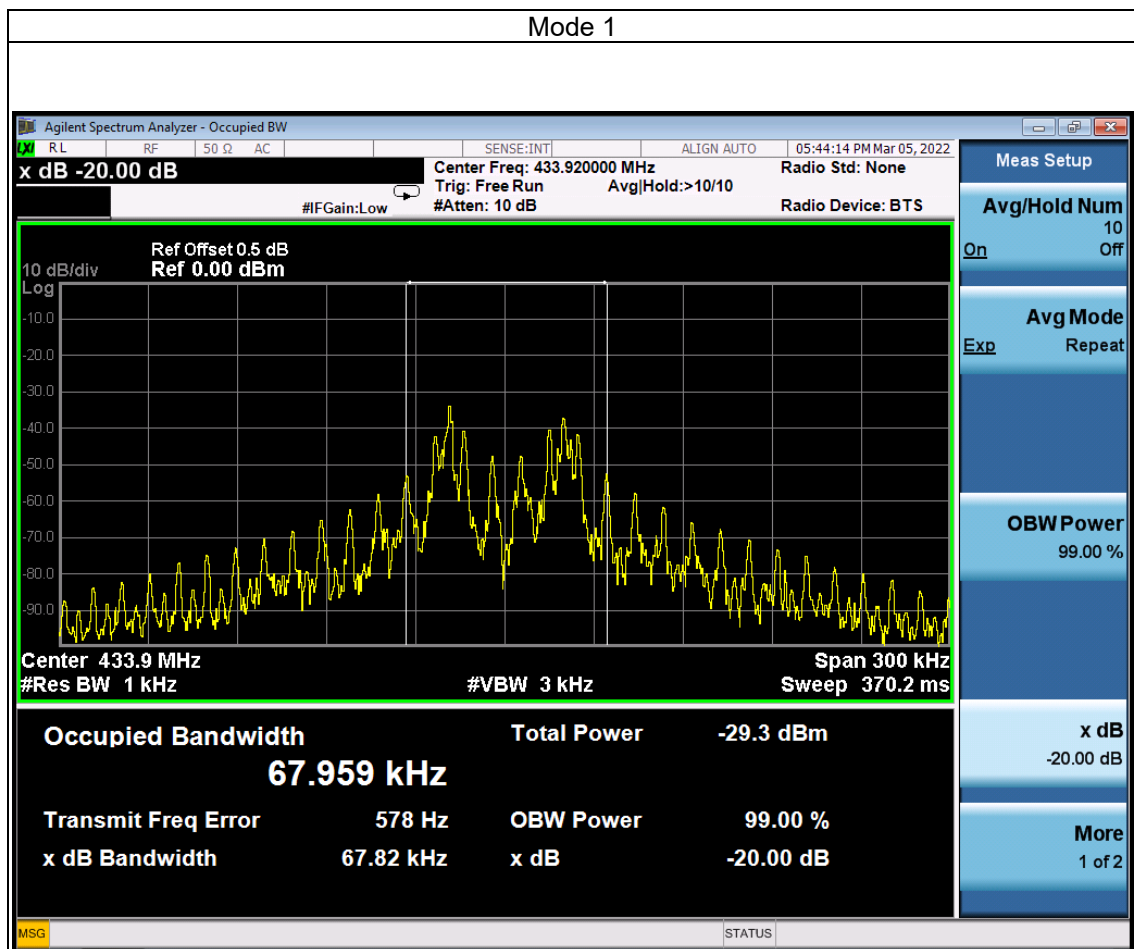 Mode 1
Agilent Spectrum Analyzer - Occupied BW
LXI RL RF 50 Ω AC SENSE:INT ALIGN AUTO 05:44:14 PM Mar 05, 2022
x dB -20.00 dB
Center Freq: 433.920000 MHz Radio Std: None
Trig: Free Run Avg|Hold:>10/10
#IFGain:Low #Atten: 10 dB Radio Device: BTS
Ref Offset 0.5 dB
10 dB/div Ref 0.00 dBm
Log
-10.0
-20.0
-30.0
-40.0
-50.0
-60.0
-70.0
-80.0
-90.0
Center 433.9 MHz Span 300 kHz
#Res BW 1 kHz #VBW 3 kHz Sweep 370.2 ms
Occupied Bandwidth Total Power -29.3 dBm
67.959 kHz
Transmit Freq Error 578 Hz OBW Power 99.00 %
x dB Bandwidth 67.82 kHz x dB -20.00 dB
Meas Setup
Avg/Hold Num
10
On Off
Avg Mode
Exp Repeat
OBW Power
99.00 %
x dB
-20.00 dB
More
1 of 2
MSG STATUS